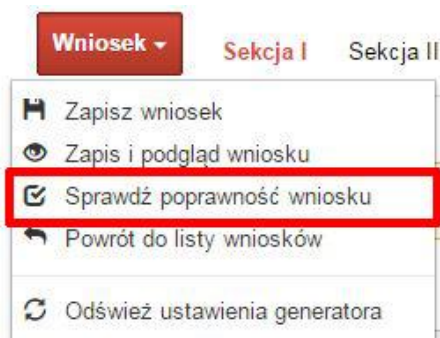 Wniosek Sekcja I Sekcja II
Zapisz wniosek
Zapis i podgląd wniosku
Sprawdź poprawność wniosku
Powrót do listy wniosków
Odśwież ustawienia generatora